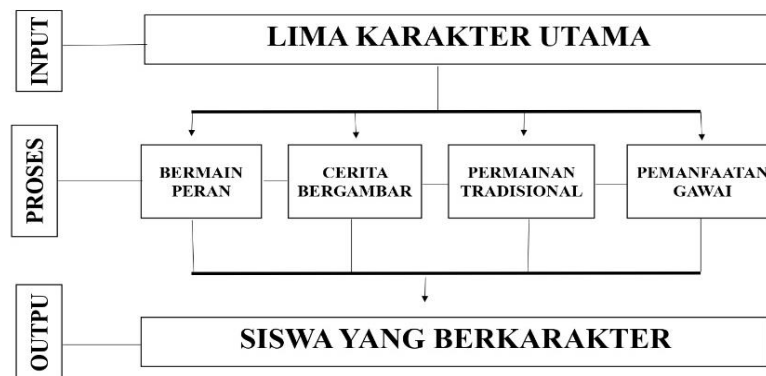 INPUT
LIMA KARAKTER UTAMA
PROSES
BERMAIN
PERAN
CERITA
BERGAMBAR
PERMAINAN
TRADISIONAL
PEMANFAATAN
GAWAI
OUTPU
SISWA YANG BERKARAKTER